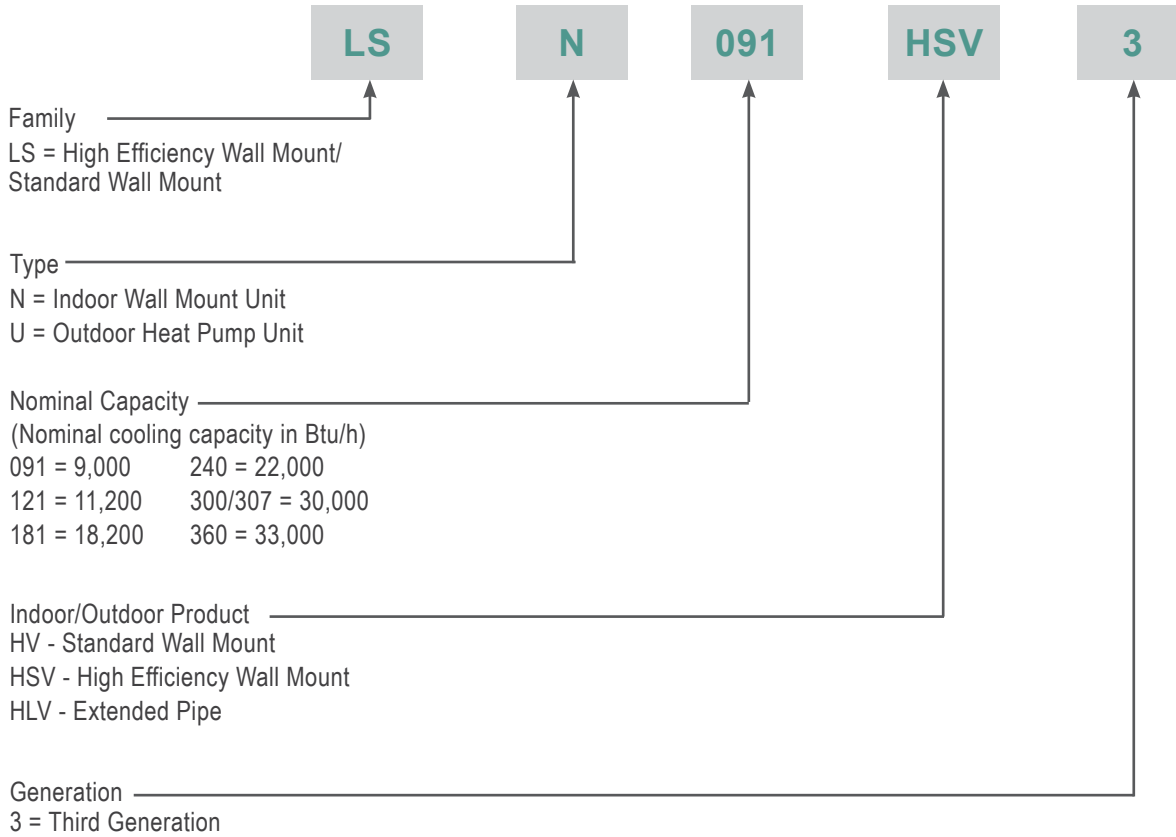 LS N 091 HSV 3
Family
LS = High Efficiency Wall Mount/
Standard Wall Mount
Type
N = Indoor Wall Mount Unit
U = Outdoor Heat Pump Unit
Nominal Capacity
(Nominal cooling capacity in Btu/h)
091 = 9,000 240 = 22,000
121 = 11,200 300/307 = 30,000
181 = 18,200 360 = 33,000
Indoor/Outdoor Product
HV - Standard Wall Mount
HSV - High Efficiency Wall Mount
HLV - Extended Pipe
Generation
3 = Third Generation